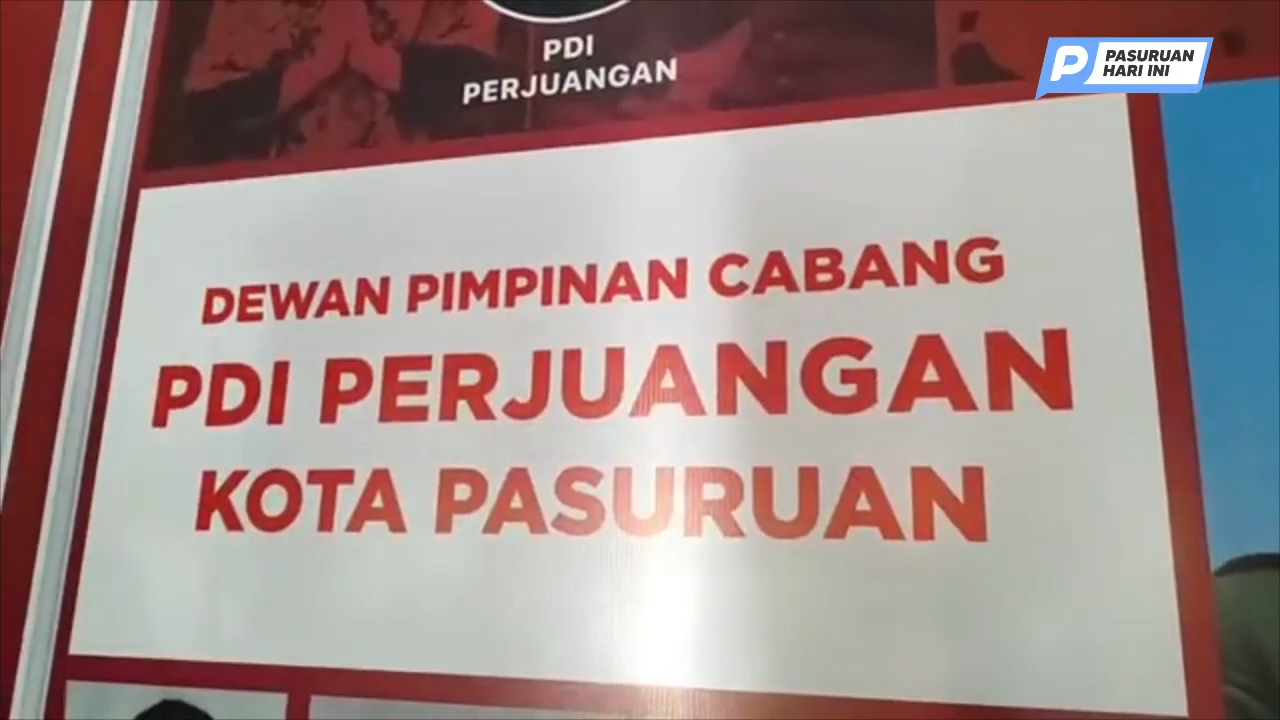 PDI
PERJUANGAN
PASURUAN
HARI INI
DEWAN PIMPINAN CABANG
PDI PERJUANGAN
KOTA PASURUAN